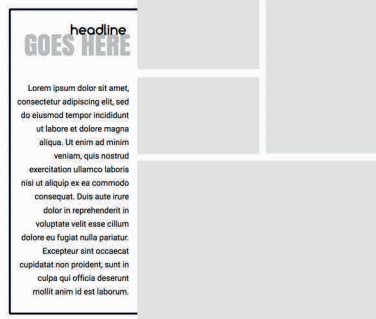 headline
GOES HERE
Lorem ipsum dolor sit amet,
consectetur adipiscing elit, sed
do eiusmod tempor incididunt
ut labore et dolore magna
aliqua. Ut enim ad minim
veniam, quis nostrud
exercitation ullamco laboris
nisi ut aliquip ex ea commodo
consequat. Duis aute irure
dolor in reprehenderit in
voluptate velit esse cillum
dolore eu fugiat nulla pariatur.
Excepteur sint occaecat
cupidatat non proident, sunt in
culpa qui officia deserunt
mollit anim id est laborum.